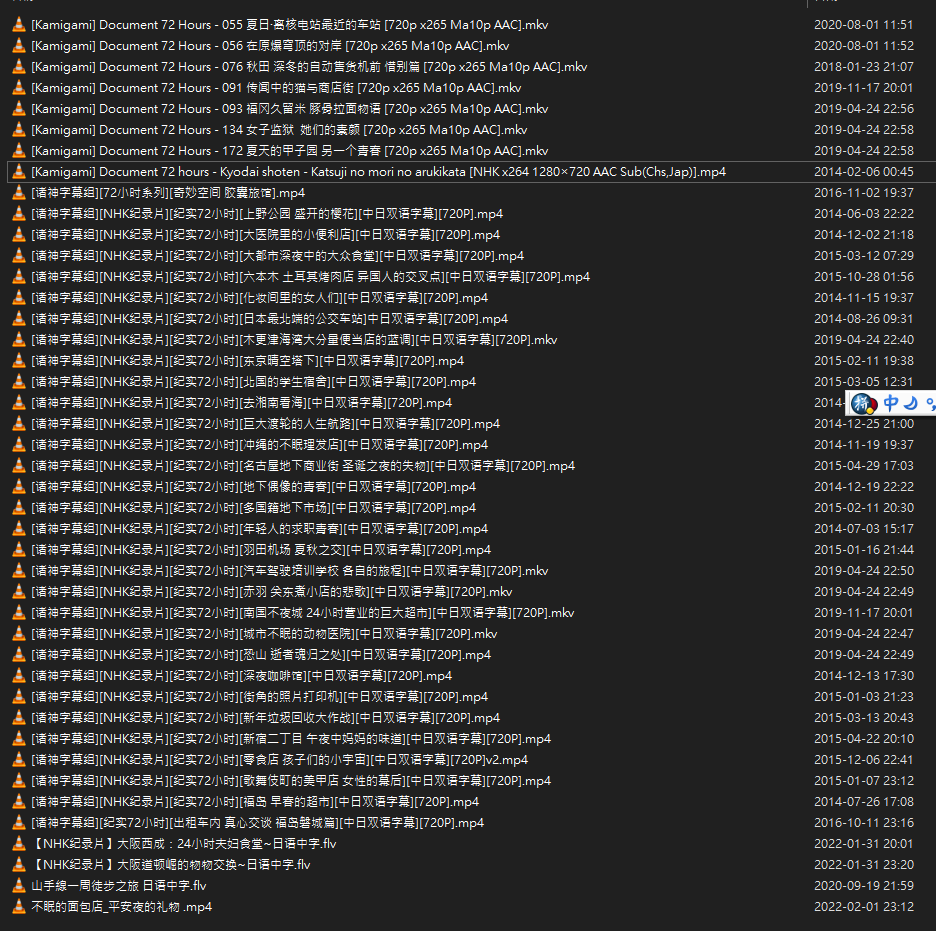 [Kamigami] Document 72 Hours - 055 夏日·离核电站最近的车站 [720p x265 Ma10p AAC].mkv 2020-08-01 11:51
[Kamigami] Document 72 Hours - 056 在原爆穹顶的对岸 [720p x265 Ma10p AAC].mkv 2020-08-01 11:52
[Kamigami] Document 72 Hours - 076 秋田 深冬的自动售货机前 惜别篇 [720p x265 Ma10p AAC].mkv 2018-01-23 21:07
[Kamigami] Document 72 Hours - 091 传闻中的猫与商店街 [720p x265 Ma10p AAC].mkv 2019-11-17 20:01
[Kamigami] Document 72 Hours - 093 福冈久留米 豚骨拉面物语 [720p x265 Ma10p AAC].mkv 2019-04-24 22:56
[Kamigami] Document 72 Hours - 134 女子监狱 她们的素颜 [720p x265 Ma10p AAC].mkv 2019-04-24 22:58
[Kamigami] Document 72 Hours - 172 夏天的甲子园 另一个青春 [720p x265 Ma10p AAC].mkv 2019-04-24 22:58
[Kamigami] Document 72 hours - Kyodai shoten - Katsuji no mori no arukikata [NHK x264 1280×720 AAC Sub(Chs,Jap)].mp4 2014-02-06 00:45
[诸神字幕组][72小时系列][奇妙空间 胶囊旅馆].mp4 2016-11-02 19:37
[诸神字幕组][NHK纪录片][纪实72小时][上野公园 盛开的樱花][中日双语字幕][720P].mp4 2014-06-03 22:22
[诸神字幕组][NHK纪录片][纪实72小时][大医院里的小便利店][中日双语字幕][720P].mp4 2014-12-02 21:18
[诸神字幕组][NHK纪录片][纪实72小时][大都市深夜中的大众食堂][中日双语字幕][720P].mp4 2015-03-12 07:29
[诸神字幕组][NHK纪录片][纪实72小时][六本木 土耳其烤肉店 异国人的交叉点][中日双语字幕][720P].mp4 2015-10-28 01:56
[诸神字幕组][NHK纪录片][纪实72小时][化妆间里的女人们][中日双语字幕][720P].mp4 2014-11-15 19:37
[诸神字幕组][NHK纪录片][纪实72小时][日本最北端的公交车站]中日双语字幕][720P].mp4 2014-08-26 09:31
[诸神字幕组][NHK纪录片][纪实72小时][木更津海湾大分量便当店的蓝调][中日双语字幕][720P].mkv 2019-04-24 22:40
[诸神字幕组][NHK纪录片][纪实72小时][东京晴空塔下][中日双语字幕][720P].mp4 2015-02-11 19:38
[诸神字幕组][NHK纪录片][纪实72小时][北国的学生宿舍][中日双语字幕][720P].mp4 2015-03-05 12:31
[诸神字幕组][NHK纪录片][纪实72小时][去湘南看海][中日双语字幕][720P].mp4 2014- 拼 中
[诸神字幕组][NHK纪录片][纪实72小时][巨大渡轮的人生航路][中日双语字幕][720P].mp4 2014-12-25 21:00
[诸神字幕组][NHK纪录片][纪实72小时][冲绳的不眠理发店][中日双语字幕][720P].mp4 2014-11-19 19:37
[诸神字幕组][NHK纪录片][纪实72小时][名古屋地下商业街 圣诞之夜的失物][中日双语字幕][720P].mp4 2015-04-29 17:03
[诸神字幕组][NHK纪录片][纪实72小时][地下偶像的青春][中日双语字幕][720P].mp4 2014-12-19 22:22
[诸神字幕组][NHK纪录片][纪实72小时][多国籍地下市场][中日双语字幕][720P].mp4 2015-02-11 20:30
[诸神字幕组][NHK纪录片][纪实72小时][年轻人的求职青春][中日双语字幕][720P].mp4 2014-07-03 15:17
[诸神字幕组][NHK纪录片][纪实72小时][羽田机场 夏秋之交][中日双语字幕][720P].mp4 2015-01-16 21:44
[诸神字幕组][NHK纪录片][纪实72小时][汽车驾驶培训学校 各自的旅程][中日双语字幕][720P].mkv 2019-04-24 22:50
[诸神字幕组][NHK纪录片][纪实72小时][赤羽 关东煮小店的悲歌][中日双语字幕][720P].mkv 2019-04-24 22:49
[诸神字幕组][NHK纪录片][纪实72小时][南国不夜城 24小时营业的巨大超市][中日双语字幕][720P].mkv 2019-11-17 20:01
[诸神字幕组][NHK纪录片][纪实72小时][城市不眠的动物医院][中日双语字幕][720P].mkv 2019-04-24 22:47
[诸神字幕组][NHK纪录片][纪实72小时][恐山 逝者魂归之处][中日双语字幕][720P].mp4 2019-04-24 22:49
[诸神字幕组][NHK纪录片][纪实72小时][深夜咖啡馆][中日双语字幕][720P].mp4 2014-12-13 17:30
[诸神字幕组][NHK纪录片][纪实72小时][街角的照片打印机][中日双语字幕][720P].mp4 2015-01-03 21:23
[诸神字幕组][NHK纪录片][纪实72小时][新年垃圾回收大作战][中日双语字幕][720P].mp4 2015-03-13 20:43
[诸神字幕组][NHK纪录片][纪实72小时][新宿二丁目 午夜中妈妈的味道][中日双语字幕][720P].mp4 2015-04-22 20:10
[诸神字幕组][NHK纪录片][纪实72小时][零食店 孩子们的小宇宙][中日双语字幕][720P]v2.mp4 2015-12-06 22:41
[诸神字幕组][NHK纪录片][纪实72小时][歌舞伎町的美甲店 女性的幕后][中日双语字幕][720P].mp4 2015-01-07 23:12
[诸神字幕组][NHK纪录片][纪实72小时][福岛 早春的超市][中日双语字幕][720P].mp4 2014-07-26 17:08
[诸神字幕组][纪实72小时][出租车内 真心交谈 福岛磐城篇][中日双语字幕][720P].mp4 2016-10-11 23:16
【NHK纪录片】大阪西成：24小时夫妇食堂~日语中字.flv 2022-01-31 20:01
【NHK纪录片】大阪道顿崛的物物交换~日语中字.flv 2022-01-31 23:20
山手線一周徒步之旅 日语中字.flv 2020-09-19 21:59
不眠的面包店_平安夜的礼物 .mp4 2022-02-01 23:12